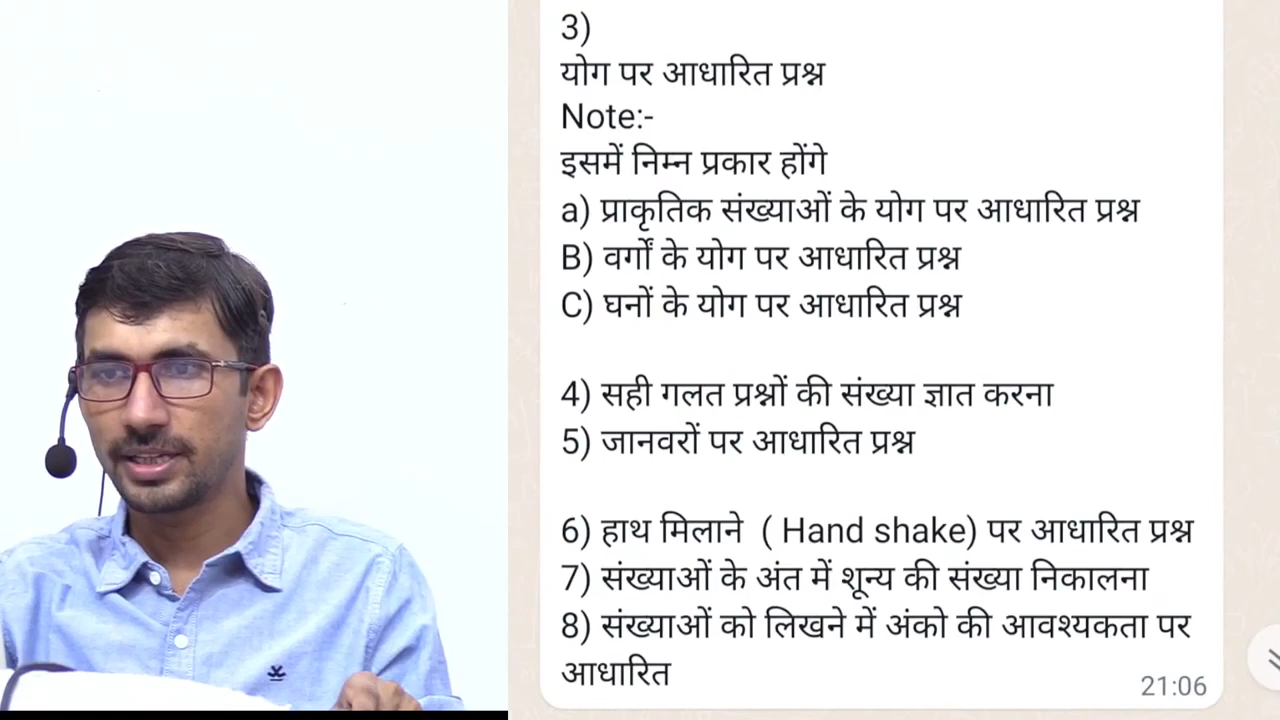 3)
योग पर आधारित प्रश्न
Note:-
इसमें निम्न प्रकार होंगे
a) प्राकृतिक संख्याओं के योग पर आधारित प्रश्न
B) वर्गों के योग पर आधारित प्रश्न
C) घनों के योग पर आधारित प्रश्न
4) सही गलत प्रश्नों की संख्या ज्ञात करना
5) जानवरों पर आधारित प्रश्न
6) हाथ मिलाने ( Hand shake) पर आधारित प्रश्न
7) संख्याओं के अंत में शून्य की संख्या निकालना
8) संख्याओं को लिखने में अंको की आवश्यकता पर
आधारित
21:06